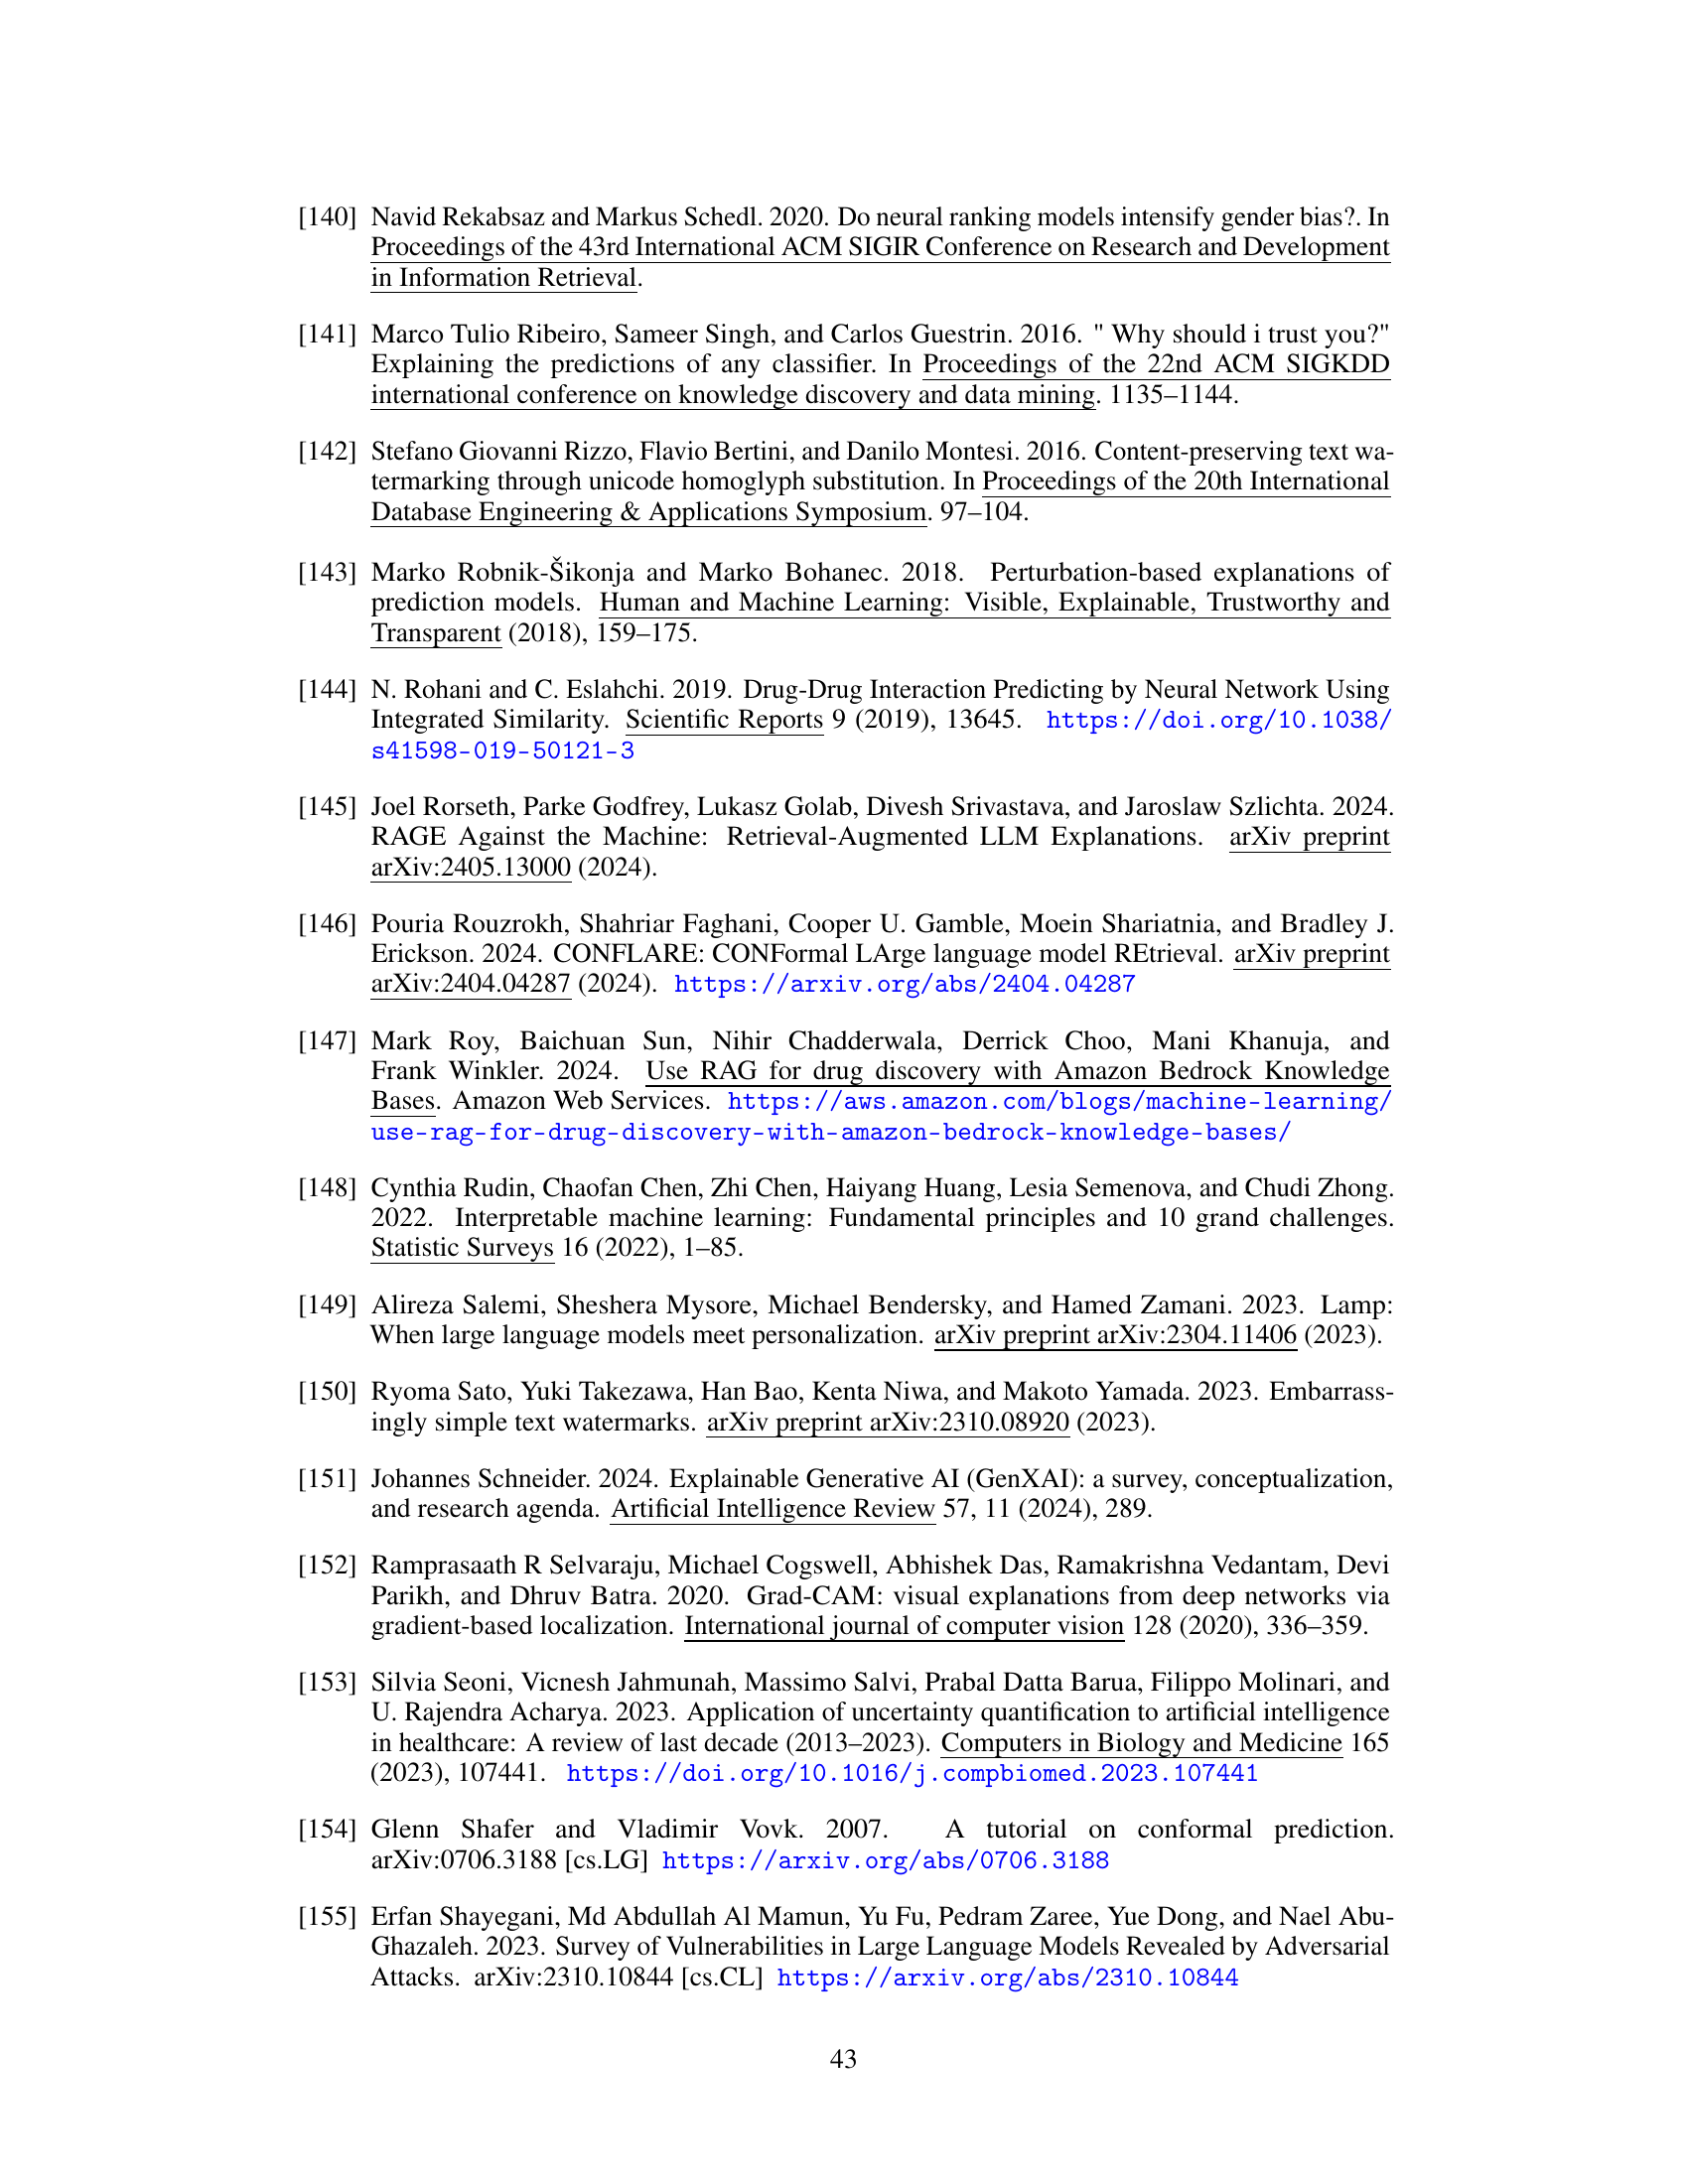 [140] Navid Rekabsaz and Markus Schedl. 2020. Do neural ranking models intensify gender bias?. In
Proceedings of the 43rd International ACM SIGIR Conference on Research and Development
in Information Retrieval.
[141] Marco Tulio Ribeiro, Sameer Singh, and Carlos Guestrin. 2016. " Why should i trust you?"
Explaining the predictions of any classifier. In Proceedings of the 22nd ACM SIGKDD
international conference on knowledge discovery and data mining. 1135–1144.
[142] Stefano Giovanni Rizzo, Flavio Bertini, and Danilo Montesi. 2016. Content-preserving text wa-
termarking through unicode homoglyph substitution. In Proceedings of the 20th International
Database Engineering & Applications Symposium. 97–104.
[143] Marko Robnik-Šikonja and Marko Bohanec. 2018. Perturbation-based explanations of
prediction models. Human and Machine Learning: Visible, Explainable, Trustworthy and
Transparent (2018), 159–175.
[144] N. Rohani and C. Eslahchi. 2019. Drug-Drug Interaction Predicting by Neural Network Using
Integrated Similarity. Scientific Reports 9 (2019), 13645. https://doi.org/10.1038/
s41598-019-50121-3
[145] Joel Rorseth, Parke Godfrey, Lukasz Golab, Divesh Srivastava, and Jaroslaw Szlichta. 2024.
RAGE Against the Machine: Retrieval-Augmented LLM Explanations. arXiv preprint
arXiv:2405.13000 (2024).
[146] Pouria Rouzrokh, Shahriar Faghani, Cooper U. Gamble, Moein Shariatnia, and Bradley J.
Erickson. 2024. CONFLARE: CONFormal LArge language model REtrieval. arXiv preprint
arXiv:2404.04287 (2024). https://arxiv.org/abs/2404.04287
[147] Mark Roy, Baichuan Sun, Nihir Chadderwala, Derrick Choo, Mani Khanuja, and
Frank Winkler. 2024. Use RAG for drug discovery with Amazon Bedrock Knowledge
Bases. Amazon Web Services. https://aws.amazon.com/blogs/machine-learning/
use-rag-for-drug-discovery-with-amazon-bedrock-knowledge-bases/
[148] Cynthia Rudin, Chaofan Chen, Zhi Chen, Haiyang Huang, Lesia Semenova, and Chudi Zhong.
2022. Interpretable machine learning: Fundamental principles and 10 grand challenges.
Statistic Surveys 16 (2022), 1–85.
[149] Alireza Salemi, Sheshera Mysore, Michael Bendersky, and Hamed Zamani. 2023. Lamp:
When large language models meet personalization. arXiv preprint arXiv:2304.11406 (2023).
[150] Ryoma Sato, Yuki Takezawa, Han Bao, Kenta Niwa, and Makoto Yamada. 2023. Embarrass-
ingly simple text watermarks. arXiv preprint arXiv:2310.08920 (2023).
[151] Johannes Schneider. 2024. Explainable Generative AI (GenXAI): a survey, conceptualization,
and research agenda. Artificial Intelligence Review 57, 11 (2024), 289.
[152] Ramprasaath R Selvaraju, Michael Cogswell, Abhishek Das, Ramakrishna Vedantam, Devi
Parikh, and Dhruv Batra. 2020. Grad-CAM: visual explanations from deep networks via
gradient-based localization. International journal of computer vision 128 (2020), 336–359.
[153] Silvia Seoni, Vicnesh Jahmunah, Massimo Salvi, Prabal Datta Barua, Filippo Molinari, and
U. Rajendra Acharya. 2023. Application of uncertainty quantification to artificial intelligence
in healthcare: A review of last decade (2013–2023). Computers in Biology and Medicine 165
(2023), 107441. https://doi.org/10.1016/j.compbiomed.2023.107441
[154] Glenn Shafer and Vladimir Vovk. 2007. A tutorial on conformal prediction.
arXiv:0706.3188 [cs.LG] https://arxiv.org/abs/0706.3188
[155] Erfan Shayegani, Md Abdullah Al Mamun, Yu Fu, Pedram Zaree, Yue Dong, and Nael Abu-
Ghazaleh. 2023. Survey of Vulnerabilities in Large Language Models Revealed by Adversarial
Attacks. arXiv:2310.10844 [cs.CL] https://arxiv.org/abs/2310.10844
43